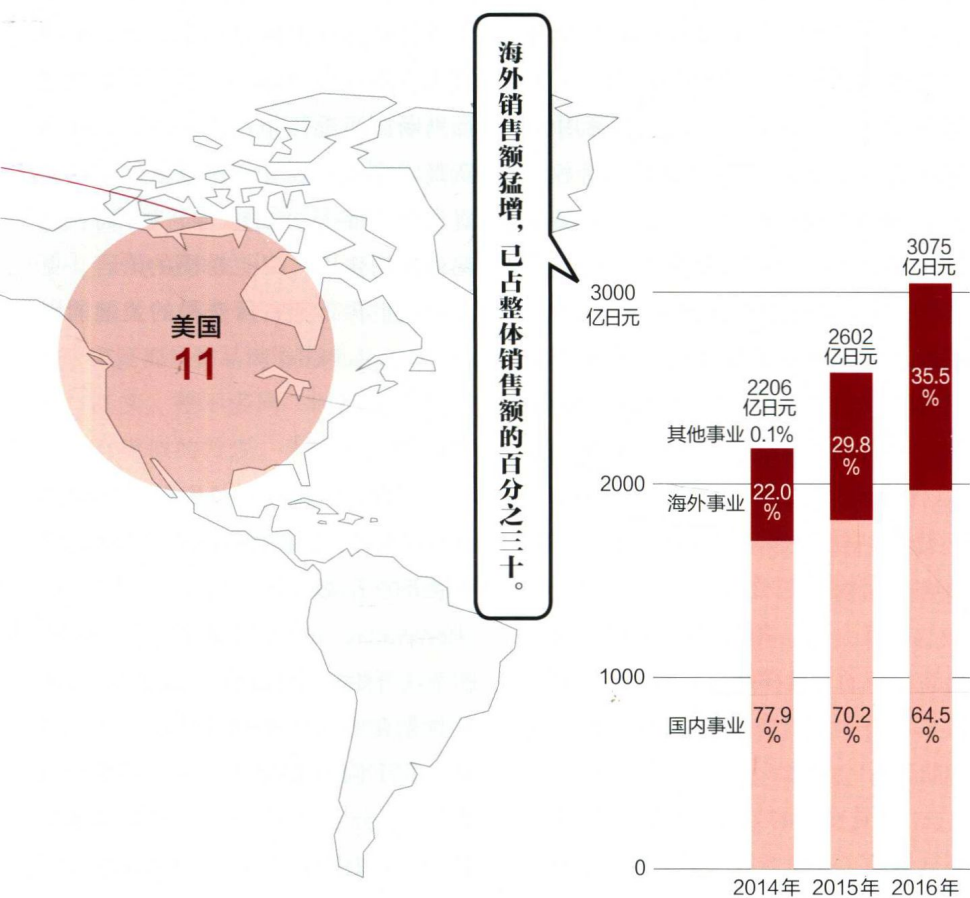 海外销售额猛增，已占整体销售额的百分之三十。
美国
11
3075
亿日元
3000
亿日元
2602
亿日元
35.5
%
2206
亿日元
其他事业 0.1%
29.8
%
2000
海外事业
22.0
%
1000
国内事业
77.9
%
70.2
%
64.5
%
0
2014年 2015年 2016年